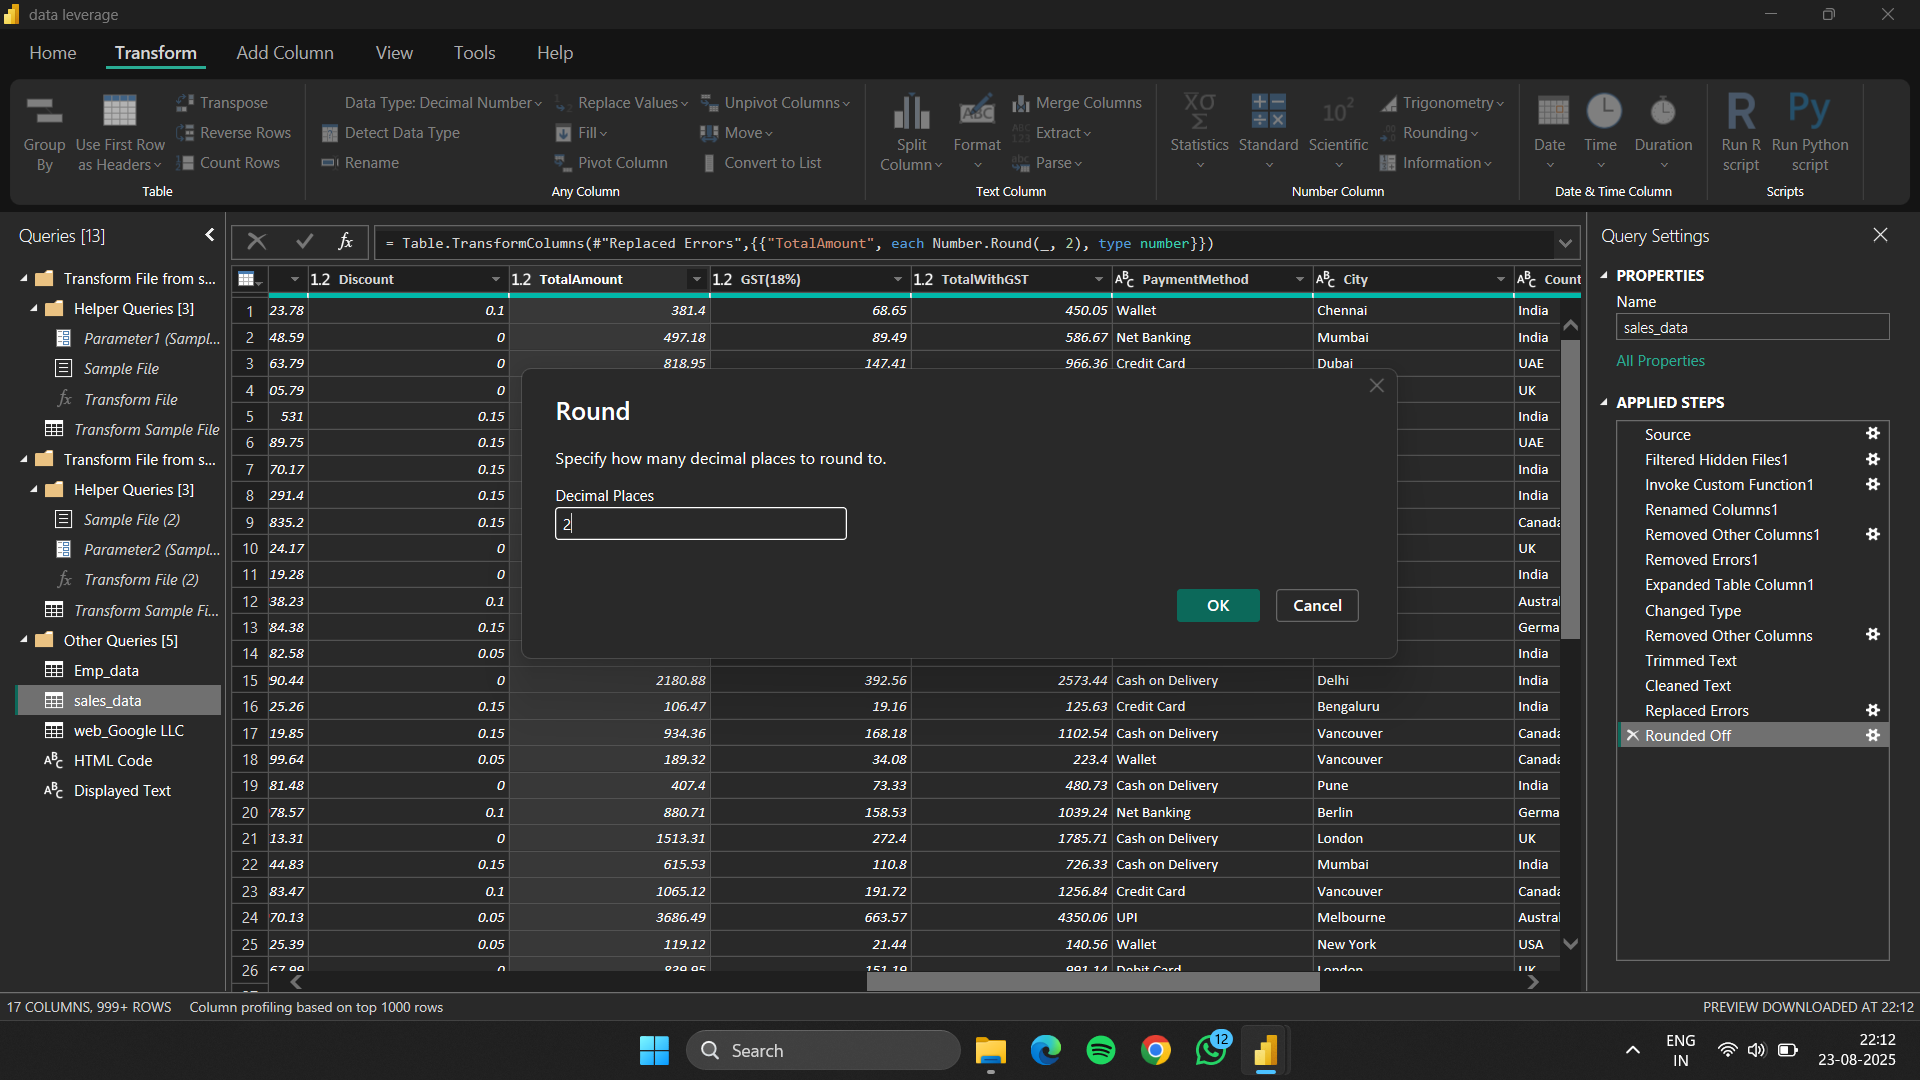 data leverage
Home Transform Add Column View Tools Help
Group By
Use First Row as Headers
Transpose
Reverse Rows
Count Rows
Table
Data Type: Decimal Number
Detect Data Type
Rename
Replace Values
Fill
Pivot Column
Unpivot Columns
Move
Convert to List
Any Column
Split Column
Format
Merge Columns
Extract
Parse
Text Column
Statistics
Standard
Scientific
Trigonometry
Rounding
Information
Number Column
Date
Time
Duration
Date & Time Column
Run R script
Run Python script
Scripts
Queries [13]
Transform File from s...
Helper Queries [3]
Parameter1 (Sampl...
Sample File
Transform File
Transform Sample File
Transform File from s...
Helper Queries [3]
Sample File (2)
Parameter2 (Sampl...
Transform File (2)
Transform Sample Fi...
Other Queries [5]
Emp_data
sales_data
web_Google LLC
HTML Code
Displayed Text
= Table.TransformColumns(#"Replaced Errors",{{"TotalAmount", each Number.Round(_, 2), type number}})
1.2 Discount 1.2 TotalAmount 1.2 GST(18%) 1.2 TotalWithGST ABC PaymentMethod ABC City ABC Count
1 23.78 0.1 381.4 68.65 450.05 Wallet Chennai India
2 48.59 0 497.18 89.49 586.67 Net Banking Mumbai India
3 63.79 0 818.95 147.41 966.36 Credit Card Dubai UAE
4 05.79 0 UK
5 531 0.15 India
6 89.75 0.15 UAE
7 70.17 0.15 India
8 291.4 0.15 India
9 835.2 0.15 Canada
10 24.17 0 UK
11 19.28 0 India
12 38.23 0.1 Austral
13 84.38 0.15 Germa
14 82.58 0.05 India
15 90.44 0 2180.88 392.56 2573.44 Cash on Delivery Delhi India
16 25.26 0.15 106.47 19.16 125.63 Credit Card Bengaluru India
17 19.85 0.15 934.36 168.18 1102.54 Cash on Delivery Vancouver Canada
18 99.64 0.05 189.32 34.08 223.4 Wallet Vancouver Canada
19 81.48 0 407.4 73.33 480.73 Cash on Delivery Pune India
20 78.57 0.1 880.71 158.53 1039.24 Net Banking Berlin Germa
21 13.31 0 1513.31 272.4 1785.71 Cash on Delivery London UK
22 44.83 0.15 615.53 110.8 726.33 Cash on Delivery Mumbai India
23 83.47 0.1 1065.12 191.72 1256.84 Credit Card Vancouver Canada
24 70.13 0.05 3686.49 663.57 4350.06 UPI Melbourne Austral
25 25.39 0.05 119.12 21.44 140.56 Wallet New York USA
26 67.99 0 839.95 151.19 991.14 Debit Card London UK
Round
Specify how many decimal places to round to.
Decimal Places
2
OK Cancel
Query Settings
PROPERTIES
Name
sales_data
All Properties
APPLIED STEPS
Source
Filtered Hidden Files1
Invoke Custom Function1
Renamed Columns1
Removed Other Columns1
Removed Errors1
Expanded Table Column1
Changed Type
Removed Other Columns
Trimmed Text
Cleaned Text
Replaced Errors
Rounded Off
17 COLUMNS, 999+ ROWS Column profiling based on top 1000 rows PREVIEW DOWNLOADED AT 22:12
Search
12
ENG
IN
22:12
23-08-2025